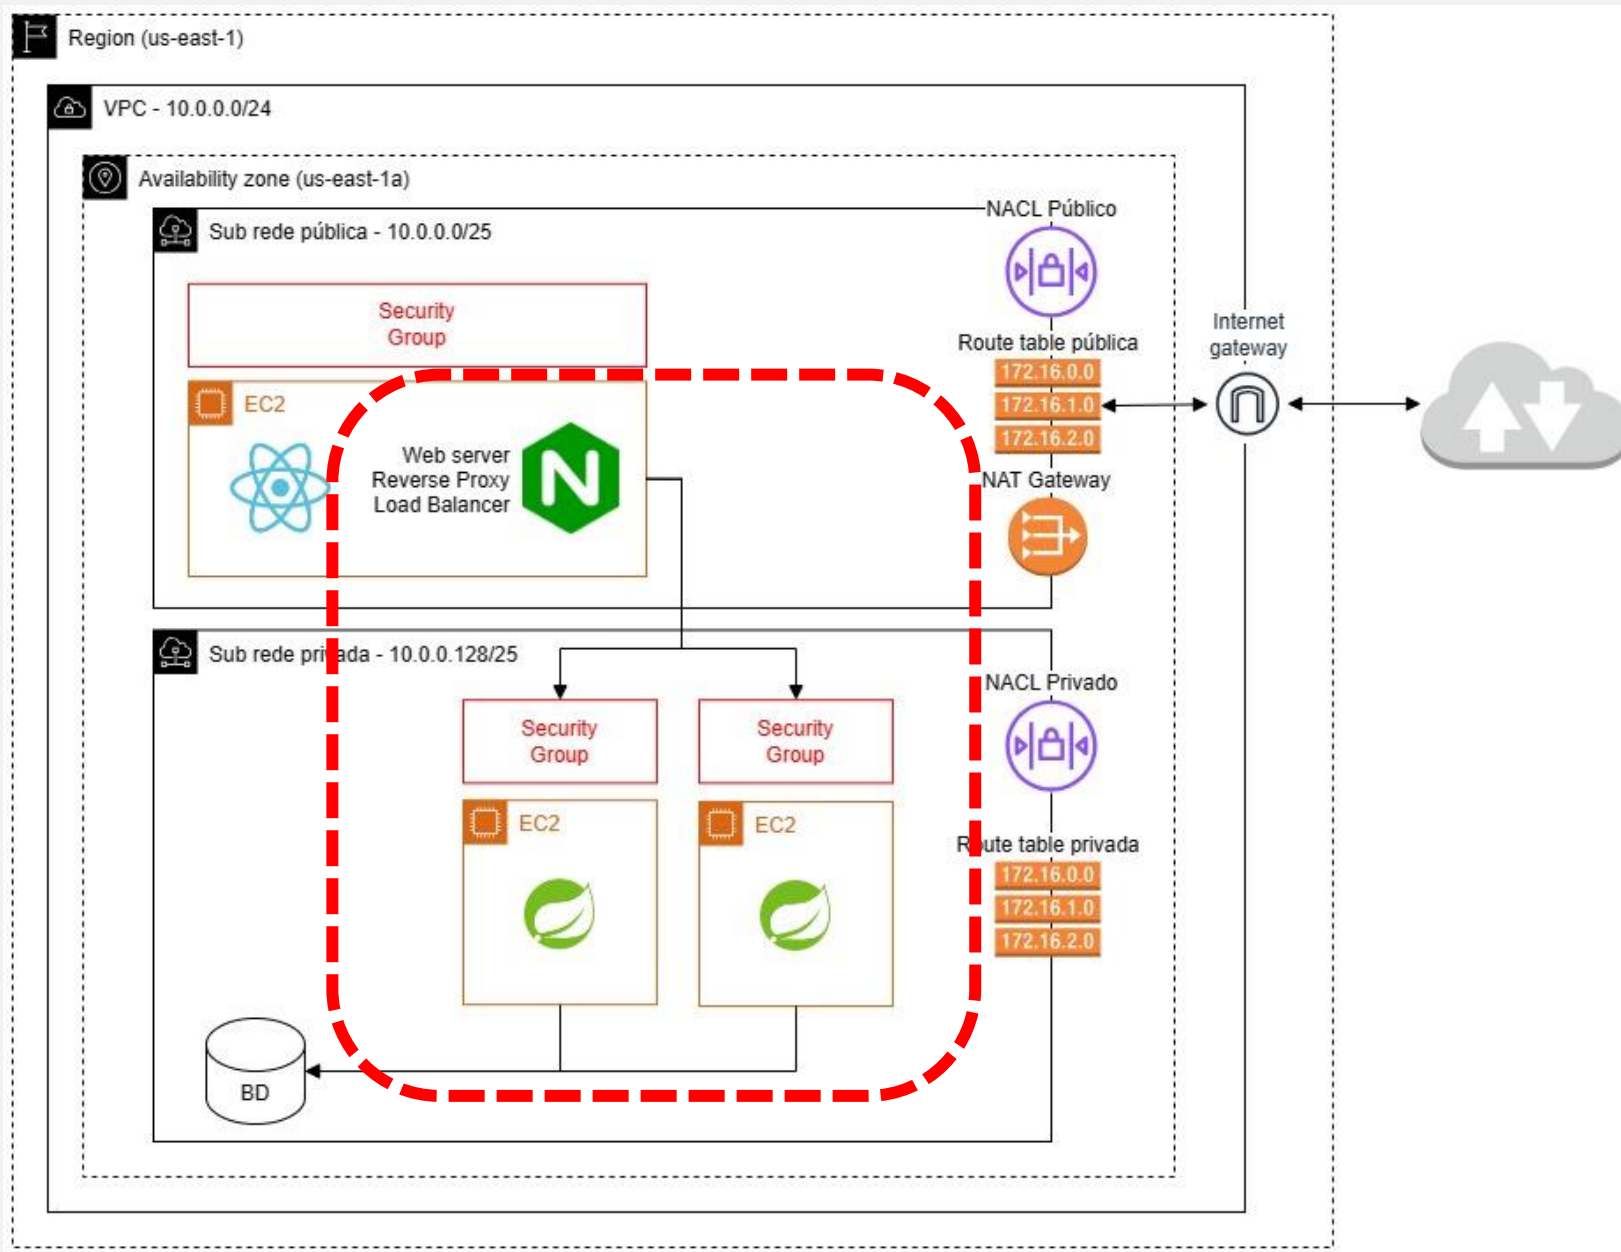 Region (us-east-1)
VPC - 10.0.0.0/24
Availability zone (us-east-1a)
NACL Público
Sub rede pública - 10.0.0.0/25
Security
Group
Internet
gateway
Route table pública
172.16.0.0
172.16.1.0
172.16.2.0
EC2
Web server
Reverse Proxy
Load Balancer
N
NAT Gateway
Sub rede privada - 10.0.0.128/25
NACL Privado
Security
Group
Security
Group
EC2
EC2
Route table privada
172.16.0.0
172.16.1.0
172.16.2.0
BD